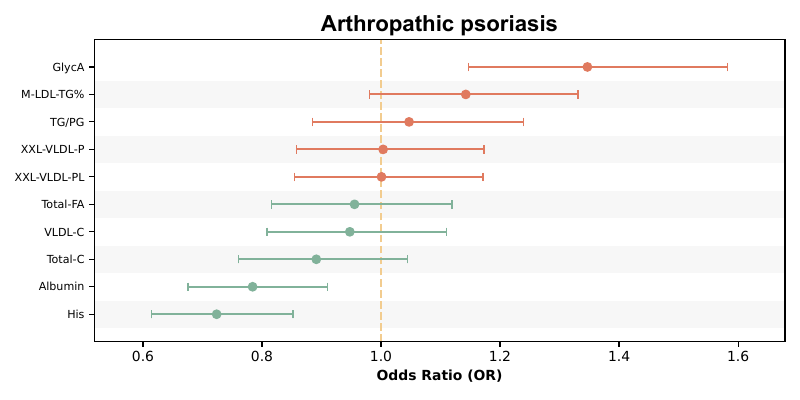 Arthropathic psoriasis
GlycA
M-LDL-TG%
TG/PG
XXL-VLDL-P
XXL-VLDL-PL
Total-FA
VLDL-C
Total-C
Albumin
His
0.6 0.8 1.0 1.2 1.4 1.6
Odds Ratio (OR)